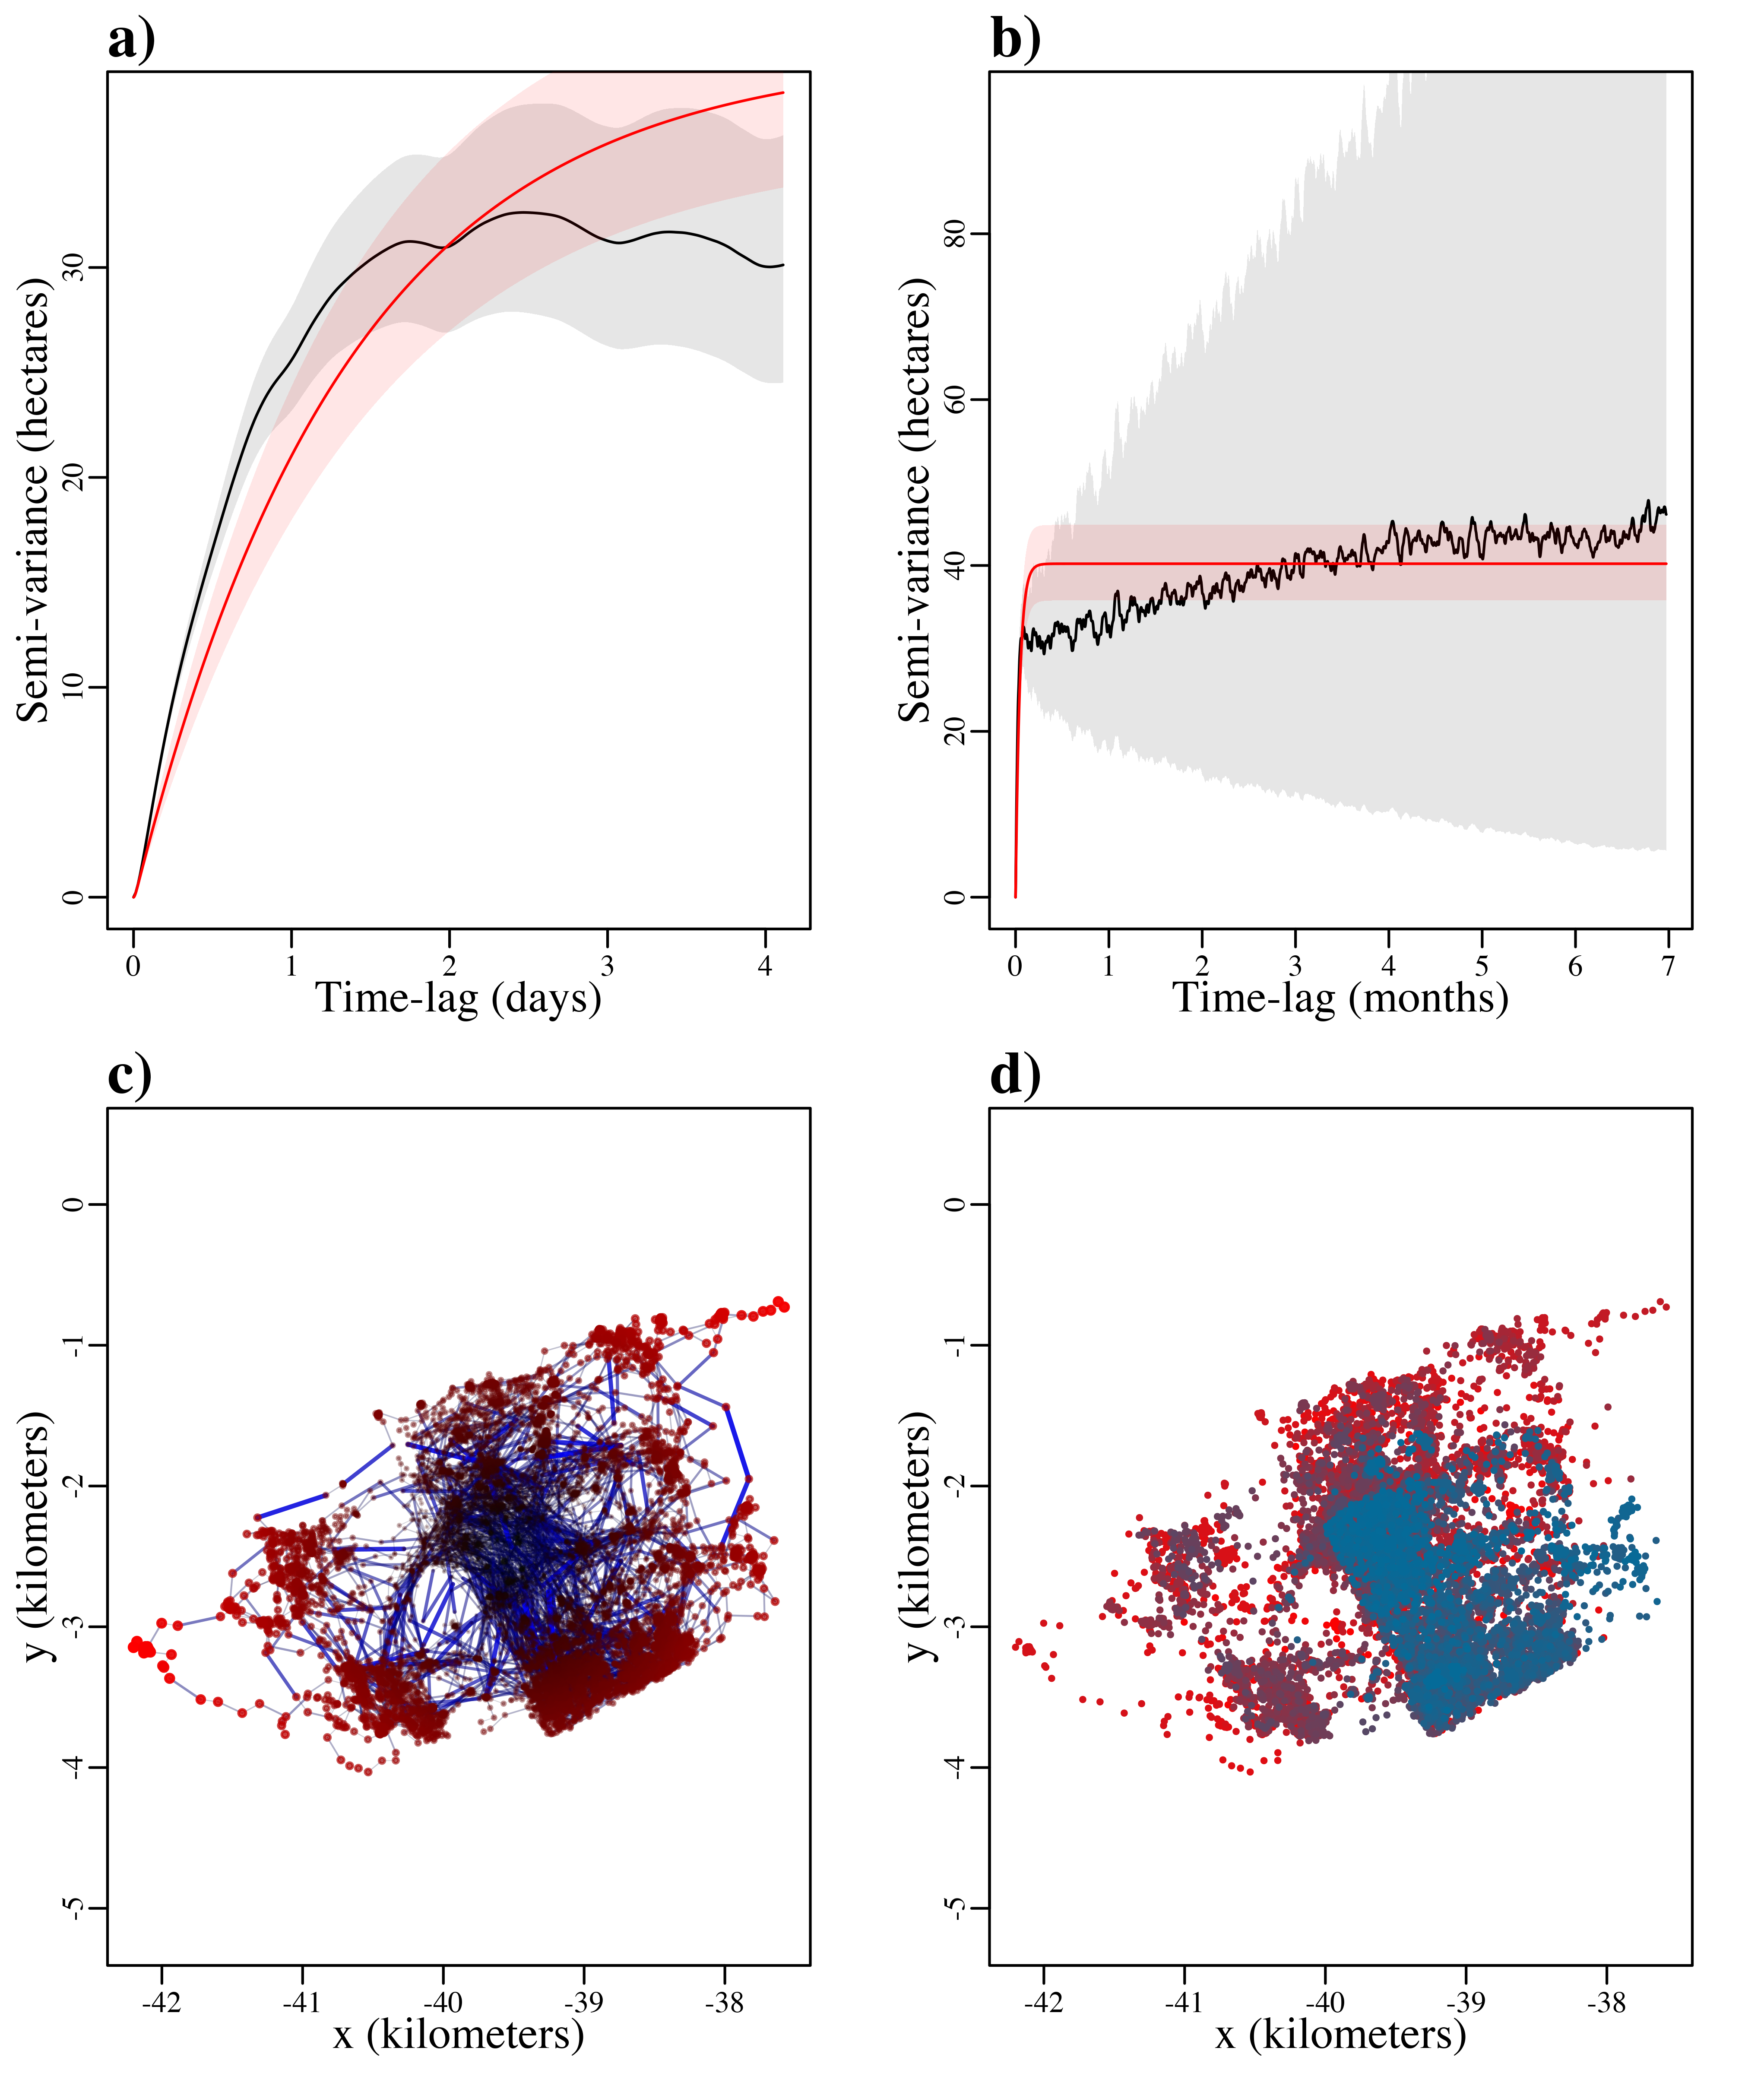 a)
Semi-variance (hectares)
0 10 20 30
0 1 2 3 4
Time-lag (days)
b)
Semi-variance (hectares)
0 20 40 60 80
0 1 2 3 4 5 6 7
Time-lag (months)
c)
y (kilometers)
0 -1 -2 -3 -4 -5
-42 -41 -40 -39 -38
x (kilometers)
d)
y (kilometers)
0 -1 -2 -3 -4 -5
-42 -41 -40 -39 -38
x (kilometers)